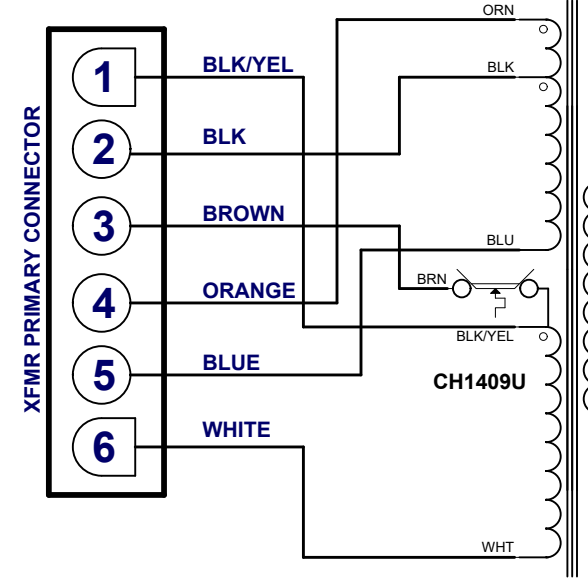 XFMR PRIMARY CONNECTOR
1
BLK/YEL
2
BLK
3
BROWN
4
ORANGE
5
BLUE
6
WHITE
ORN
BLK
BLU
BRN
BLK/YEL
CH1409U
WHT